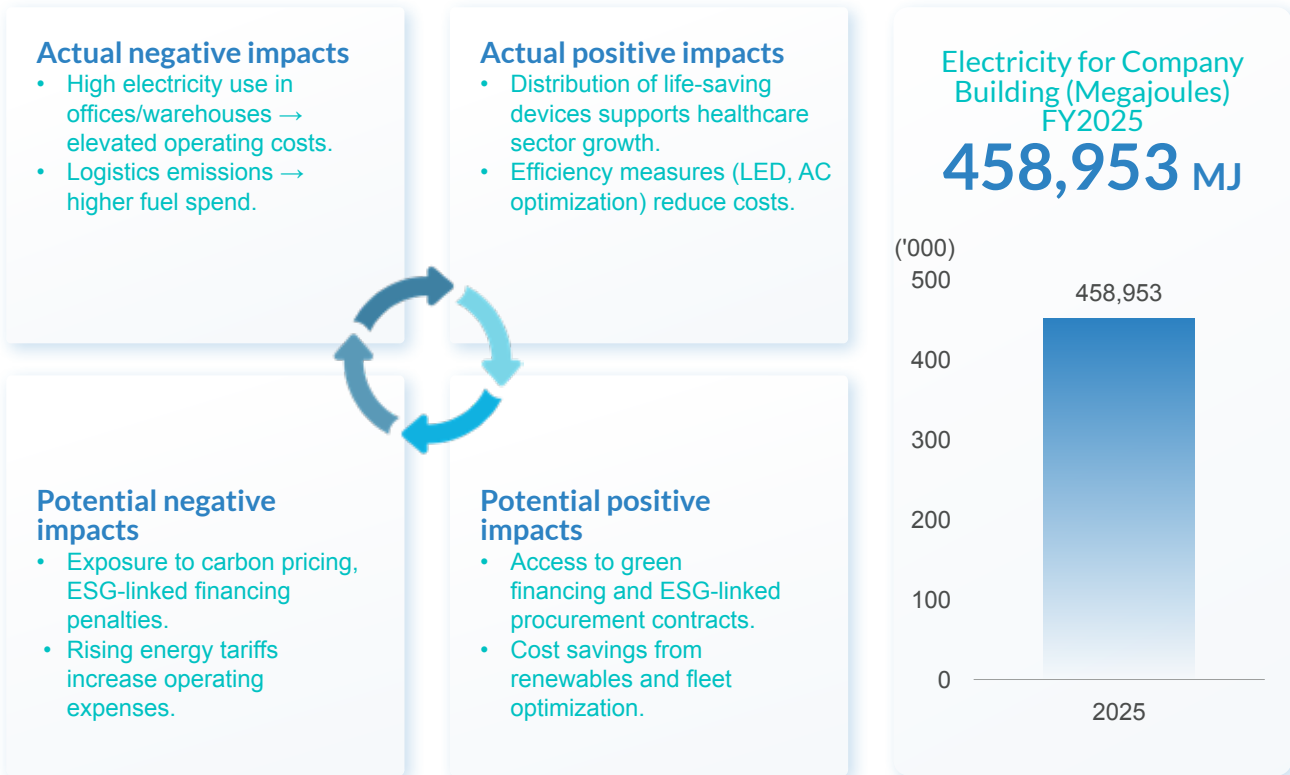 Actual negative impacts
• High electricity use in
offices/warehouses →
elevated operating costs.
• Logistics emissions →
higher fuel spend.
Actual positive impacts
• Distribution of life-saving
devices supports healthcare
sector growth.
• Efficiency measures (LED, AC
optimization) reduce costs.
Potential negative
impacts
• Exposure to carbon pricing,
ESG-linked financing
penalties.
• Rising energy tariffs
increase operating
expenses.
Potential positive
impacts
• Access to green
financing and ESG-linked
procurement contracts.
• Cost savings from
renewables and fleet
optimization.
Electricity for Company
Building (Megajoules)
FY2025
458,953 MJ
('000)
500
458,953
400
300
200
100
0
2025